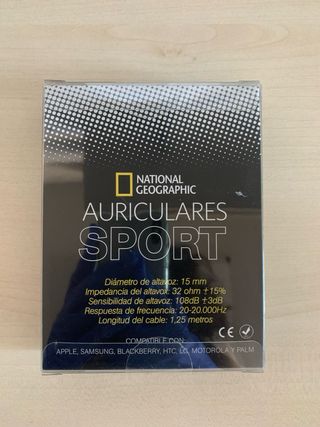 NATIONAL
GEOGRAPHIC
AURICULARES
SPORT
Diámetro de altavoz: 15 mm
Impedancia del altavoz: 32 ohm ±15%
Sensibilidad de altavoz: 108dB ±3dB
Respuesta de frecuencia: 20-20.000Hz
Longitud del cable: 1,25 metros
CE
COMPATIBLE CON
APPLE, SAMSUNG, BLACKBERRY, HTC, LG, MOTOROLA Y PALM